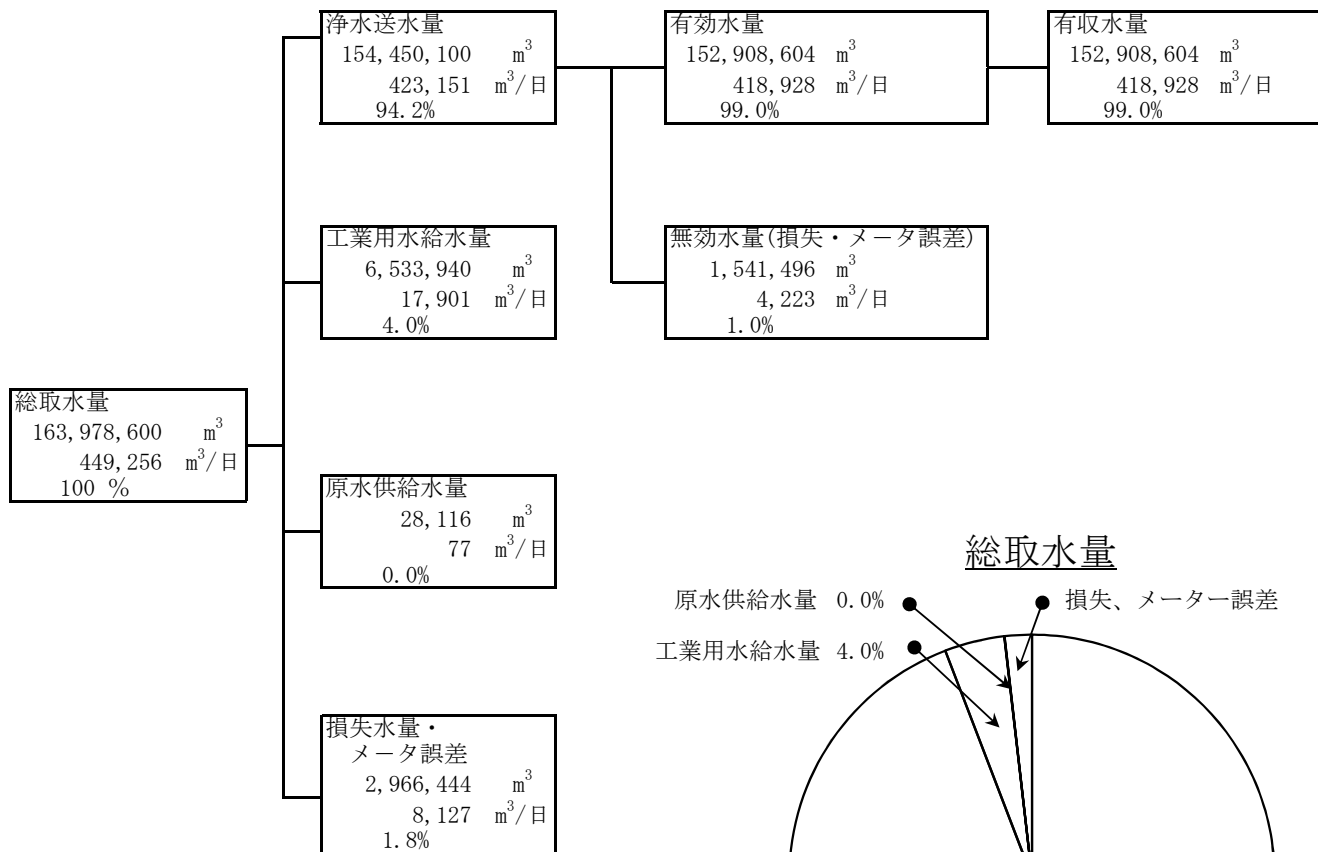 浄水送水量
154,450,100 m³
423,151 m³/日
94.2%
有効水量
152,908,604 m³
418,928 m³/日
99.0%
有収水量
152,908,604 m³
418,928 m³/日
99.0%
工業用水給水量
6,533,940 m³
17,901 m³/日
4.0%
無効水量(損失・メータ誤差)
1,541,496 m³
4,223 m³/日
1.0%
総取水量
163,978,600 m³
449,256 m³/日
100 %
原水供給水量
28,116 m³
77 m³/日
0.0%
損失水量・
メータ誤差
2,966,444 m³
8,127 m³/日
1.8%
総取水量
原水供給水量 0.0%
損失、メーター誤差
工業用水給水量 4.0%